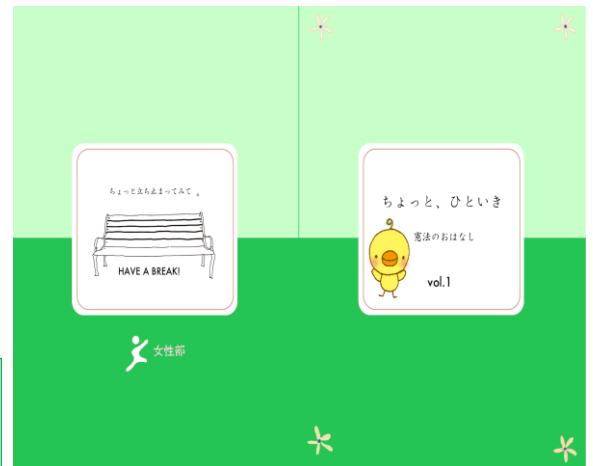 ちょっと立ち止まってみて 。
HAVE A BREAK!
女性部
ちょっと、ひといき
憲法のおはなし
vol.1